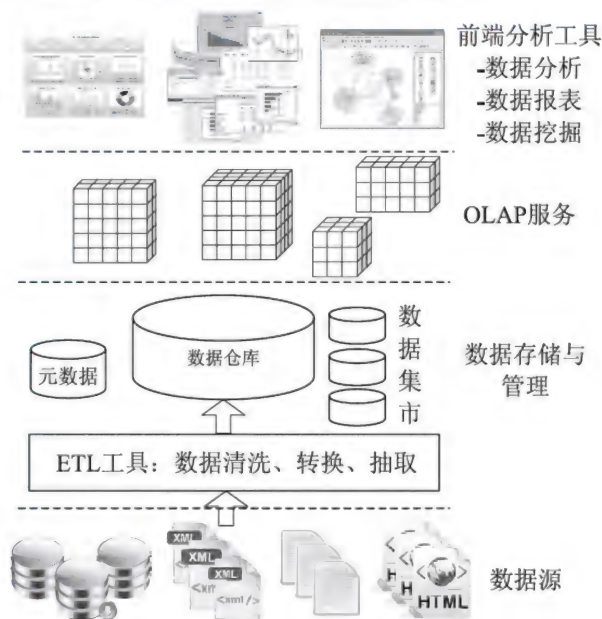 前端分析工具
-数据分析
-数据报表
-数据挖掘
OLAP服务
元数据
数据仓库
数据集市
数据存储与
管理
ETL工具：数据清洗、转换、抽取
XML
XML
XML
<xml/>
HTML
数据源